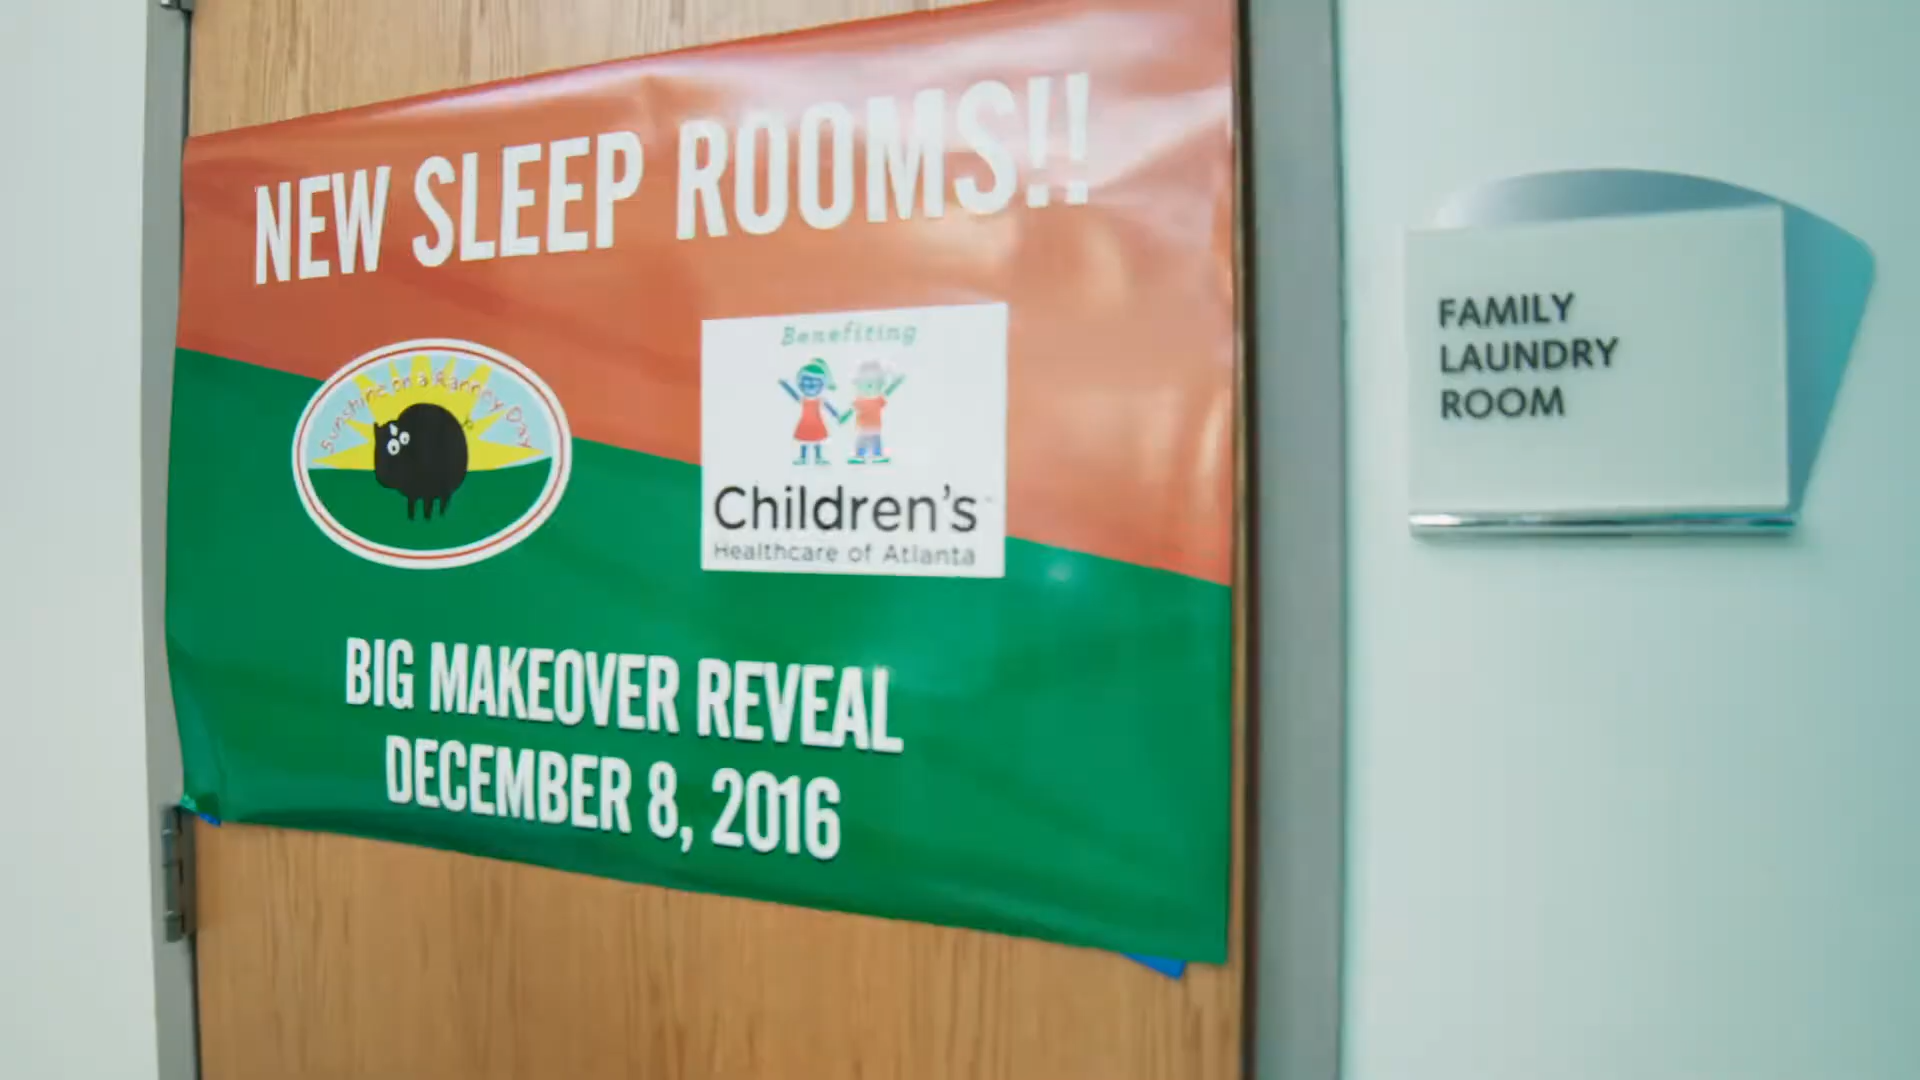 NEW SLEEP ROOMS!!
Sunshine on a Ranney Day
Benefiting
Children's
Healthcare of Atlanta
BIG MAKEOVER REVEAL
DECEMBER 8, 2016
FAMILY
LAUNDRY
ROOM